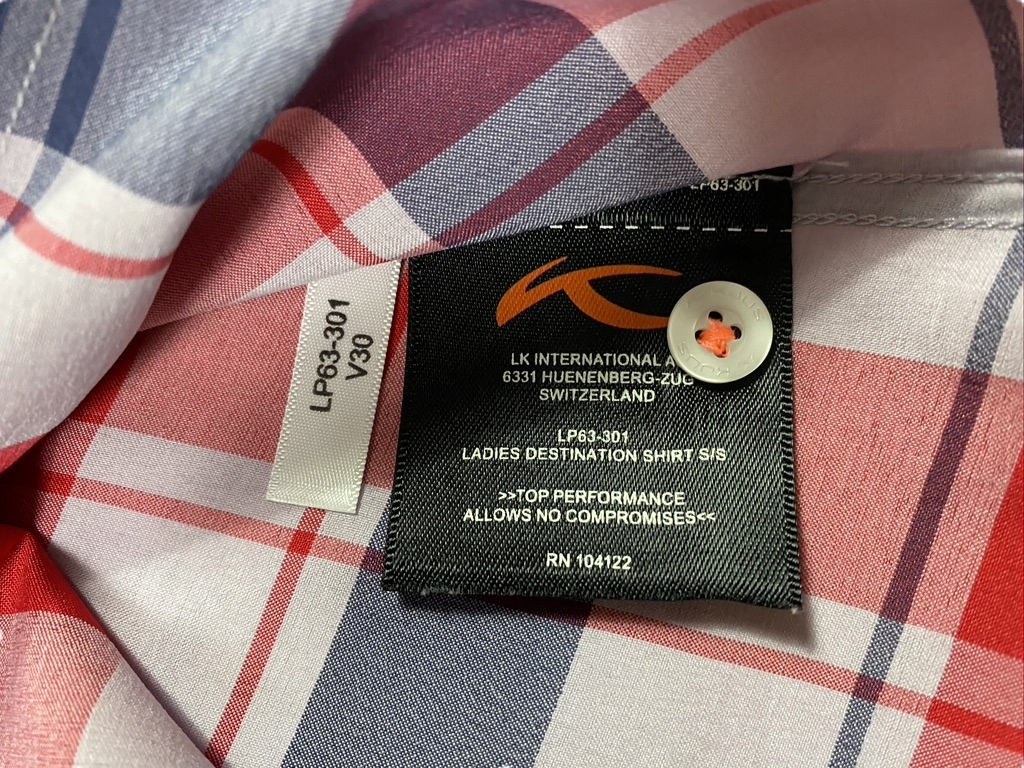 LP63-301
LP63-301
V30
LK INTERNATIONAL
6331 HUENENBERG-ZUG
SWITZERLAND
LP63-301
LADIES DESTINATION SHIRT S/S
>>TOP PERFORMANCE
ALLOWS NO COMPROMISES<<
RN 104122